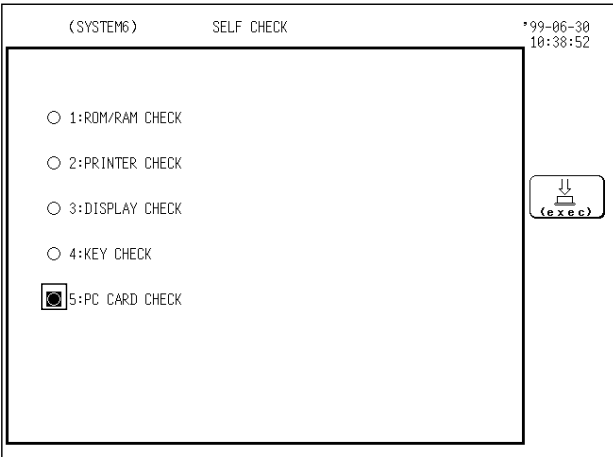 (SYSTEM6) SELF CHECK '99-06-30
10:38:52
1:ROM/RAM CHECK
2:PRINTER CHECK
3:DISPLAY CHECK
(exec)
4:KEY CHECK
5:PC CARD CHECK